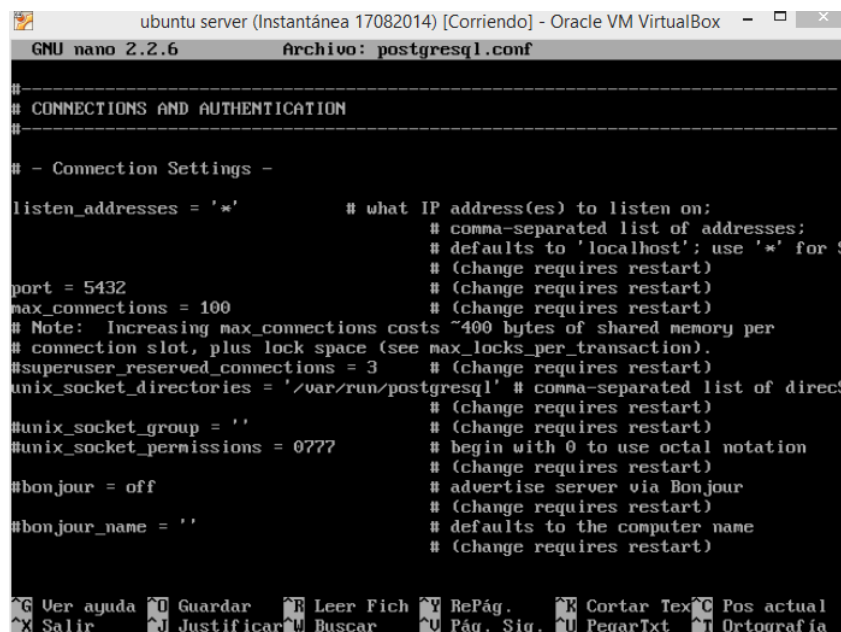 ubuntu server (Instantánea 17082014) [Corriendo] - Oracle VM VirtualBox
GNU nano 2.2.6 Archivo: postgresql.conf
#------------------------------------------------------------------------------
# CONNECTIONS AND AUTHENTICATION
#------------------------------------------------------------------------------
# - Connection Settings -
listen_addresses = '*' # what IP address(es) to listen on;
# comma-separated list of addresses;
# defaults to 'localhost'; use '*' for $
# (change requires restart)
port = 5432 # (change requires restart)
max_connections = 100 # (change requires restart)
# Note: Increasing max_connections costs ~400 bytes of shared memory per
# connection slot, plus lock space (see max_locks_per_transaction).
#superuser_reserved_connections = 3 # (change requires restart)
unix_socket_directories = '/var/run/postgresql' # comma-separated list of direc$
# (change requires restart)
#unix_socket_group = '' # (change requires restart)
#unix_socket_permissions = 0777 # begin with 0 to use octal notation
# (change requires restart)
#bonjour = off # advertise server via Bonjour
# (change requires restart)
#bonjour_name = '' # defaults to the computer name
# (change requires restart)
^G Ver ayuda ^O Guardar ^R Leer Fich ^Y RePág. ^K Cortar Tex ^C Pos actual
^X Salir ^J Justificar ^W Buscar ^V Pág. Sig. ^U PegarTxt ^T Ortografía